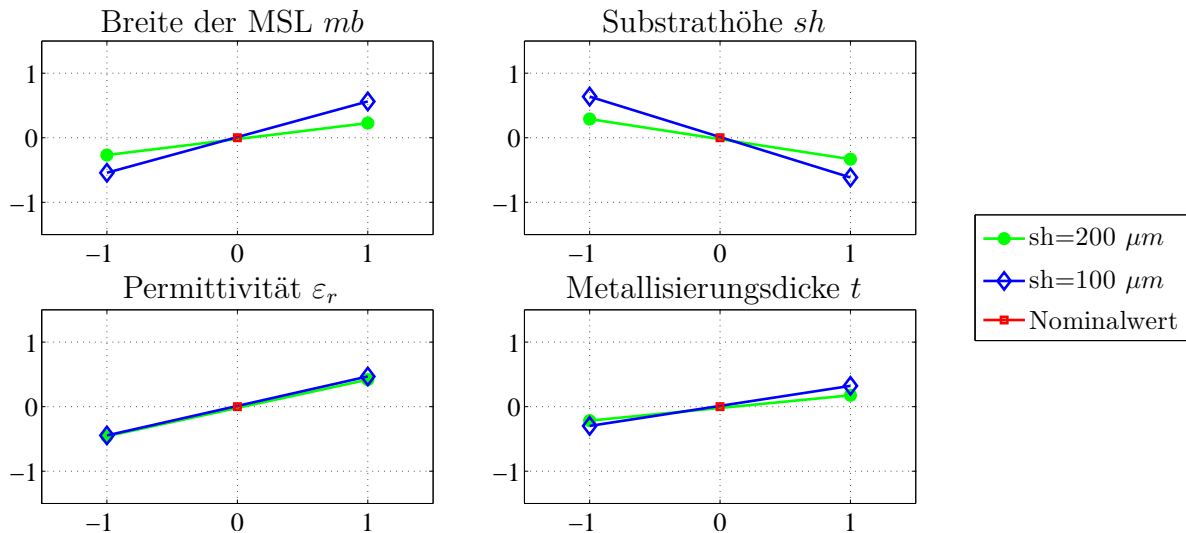 Breite der MSL mb
Substrathöhe sh
1
0
−1
−1 0 1
1
0
−1
−1 0 1
Permittivität εr
Metallisierungsdicke t
1
0
−1
−1 0 1
1
0
−1
−1 0 1
sh=200 μm
sh=100 μm
Nominalwert